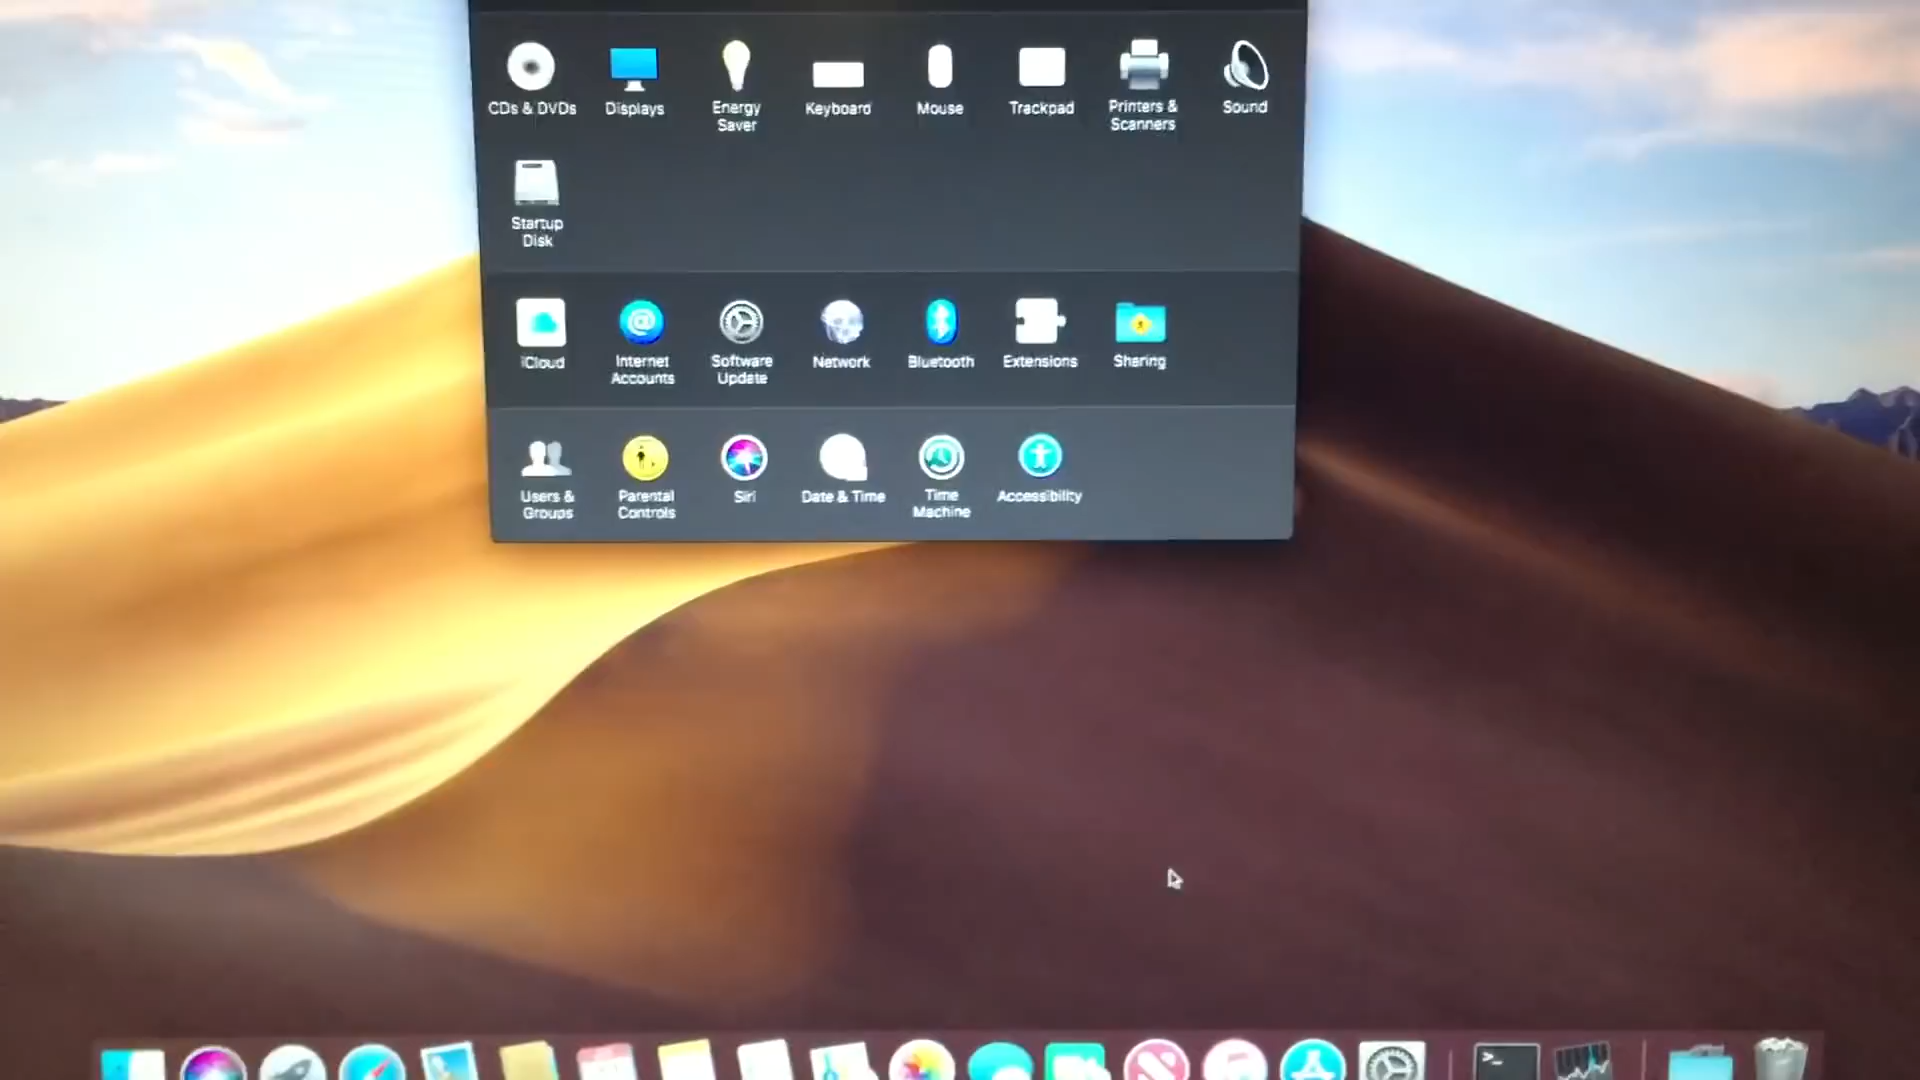 CDs & DVDs
Displays
Energy
Saver
Keyboard
Mouse
Trackpad
Printers &
Scanners
Sound
Startup
Disk
iCloud
Internet
Accounts
Software
Update
Network
Bluetooth
Extensions
Sharing
Users &
Groups
Parental
Controls
Siri
Date & Time
Time
Machine
Accessibility
>_